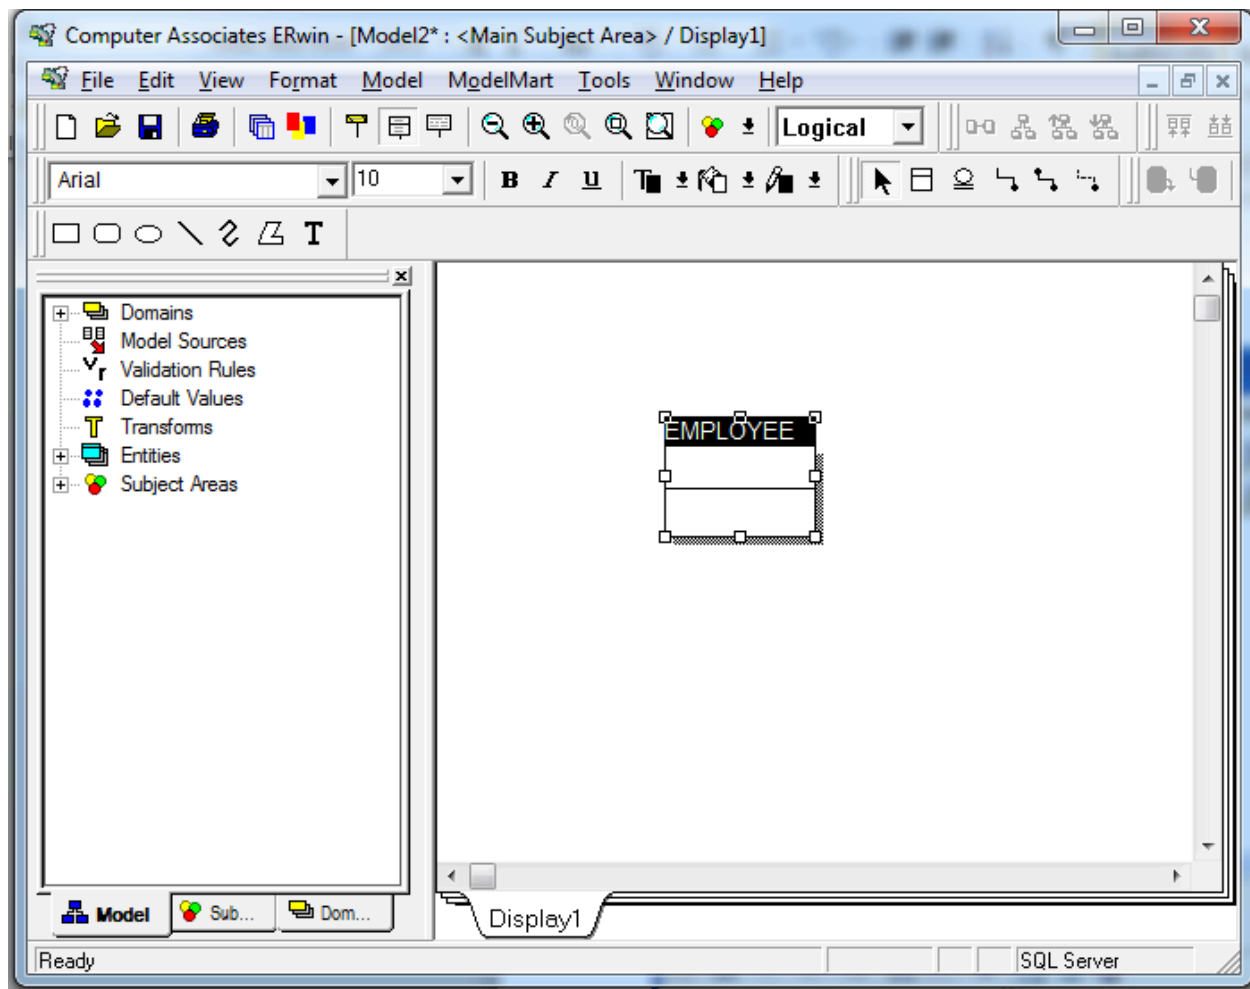 Computer Associates ERwin - [Model2* : <Main Subject Area> / Display1]
File Edit View Format Model ModelMart Tools Window Help
Logical
Arial 10 B I u T
T
Domains
Model Sources
Validation Rules
Default Values
Transforms
Entities
Subject Areas
EMPLOYEE
Model Sub... Dom...
Display1
Ready SQL Server